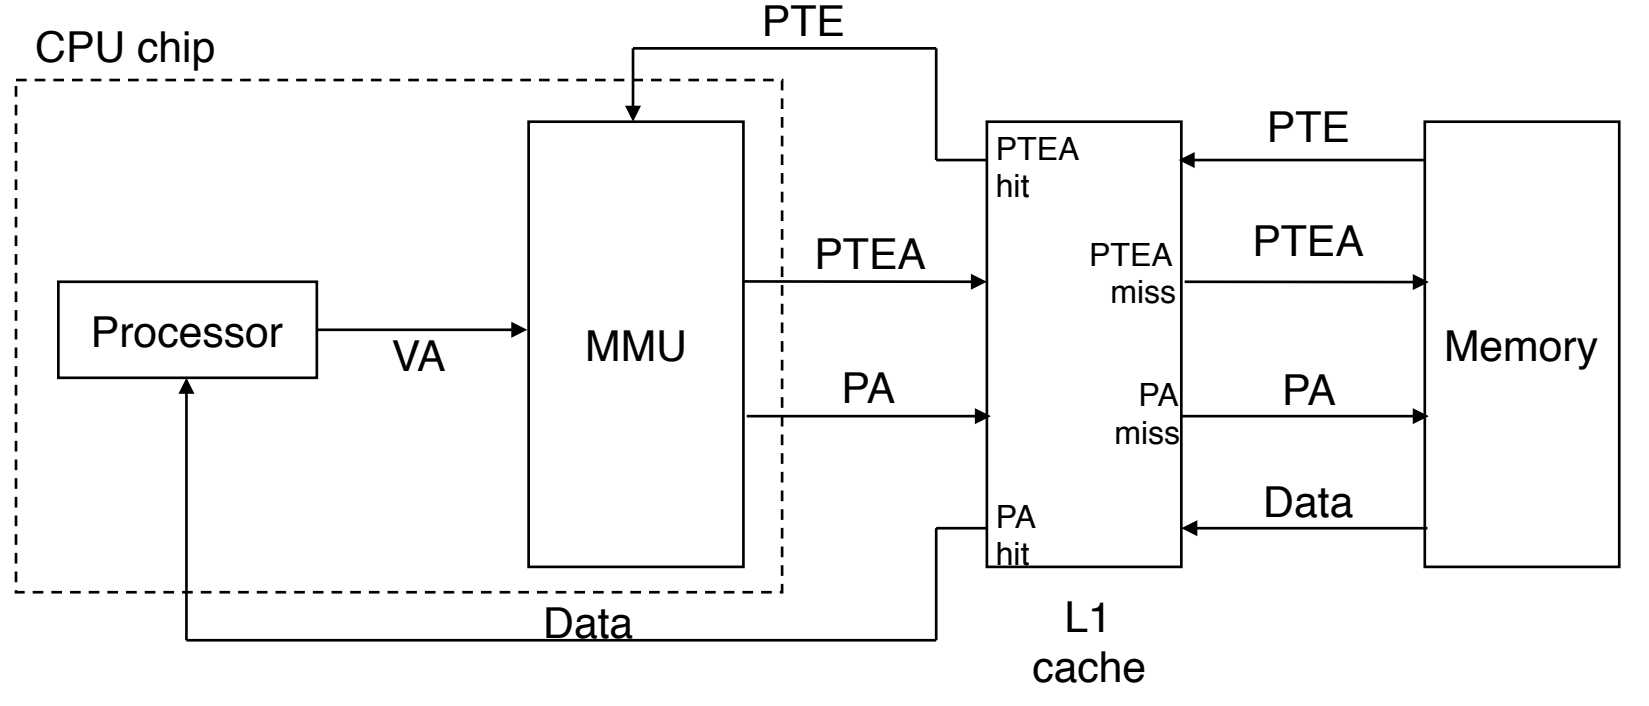 PTE
CPU chip
PTEA
hit
PTE
PTEA
PTEA
miss
PTEA
Processor
VA
MMU
Memory
PA
PA
miss
PA
PA
hit
Data
Data
L1
cache